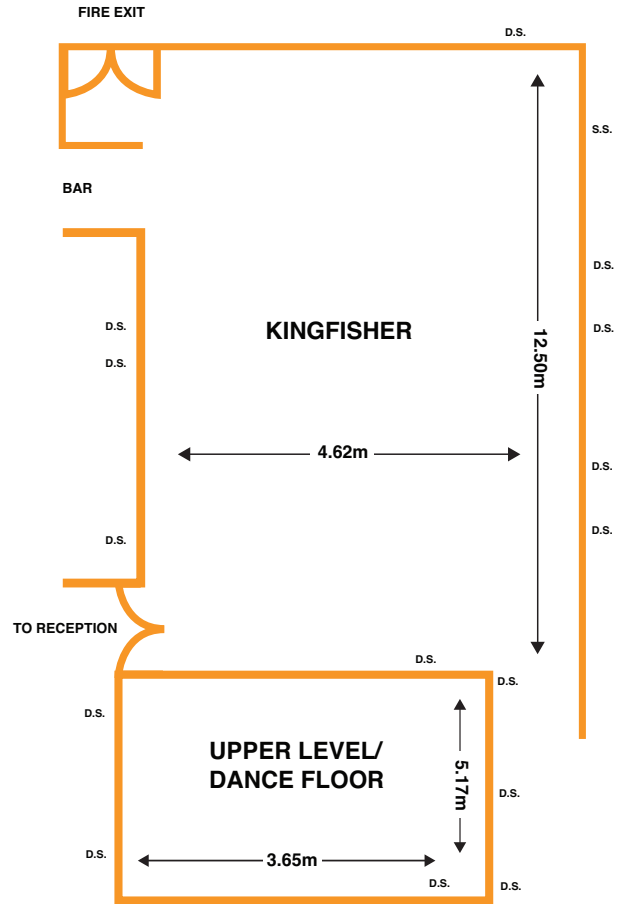 FIRE EXIT
D.S.
S.S.
BAR
D.S.
D.S.
D.S.
KINGFISHER
12.50m
D.S.
D.S.
4.62m
D.S.
D.S.
D.S.
TO RECEPTION
D.S.
D.S.
D.S.
UPPER LEVEL/
DANCE FLOOR
5.17m
D.S.
D.S.
3.65m
D.S.
D.S.